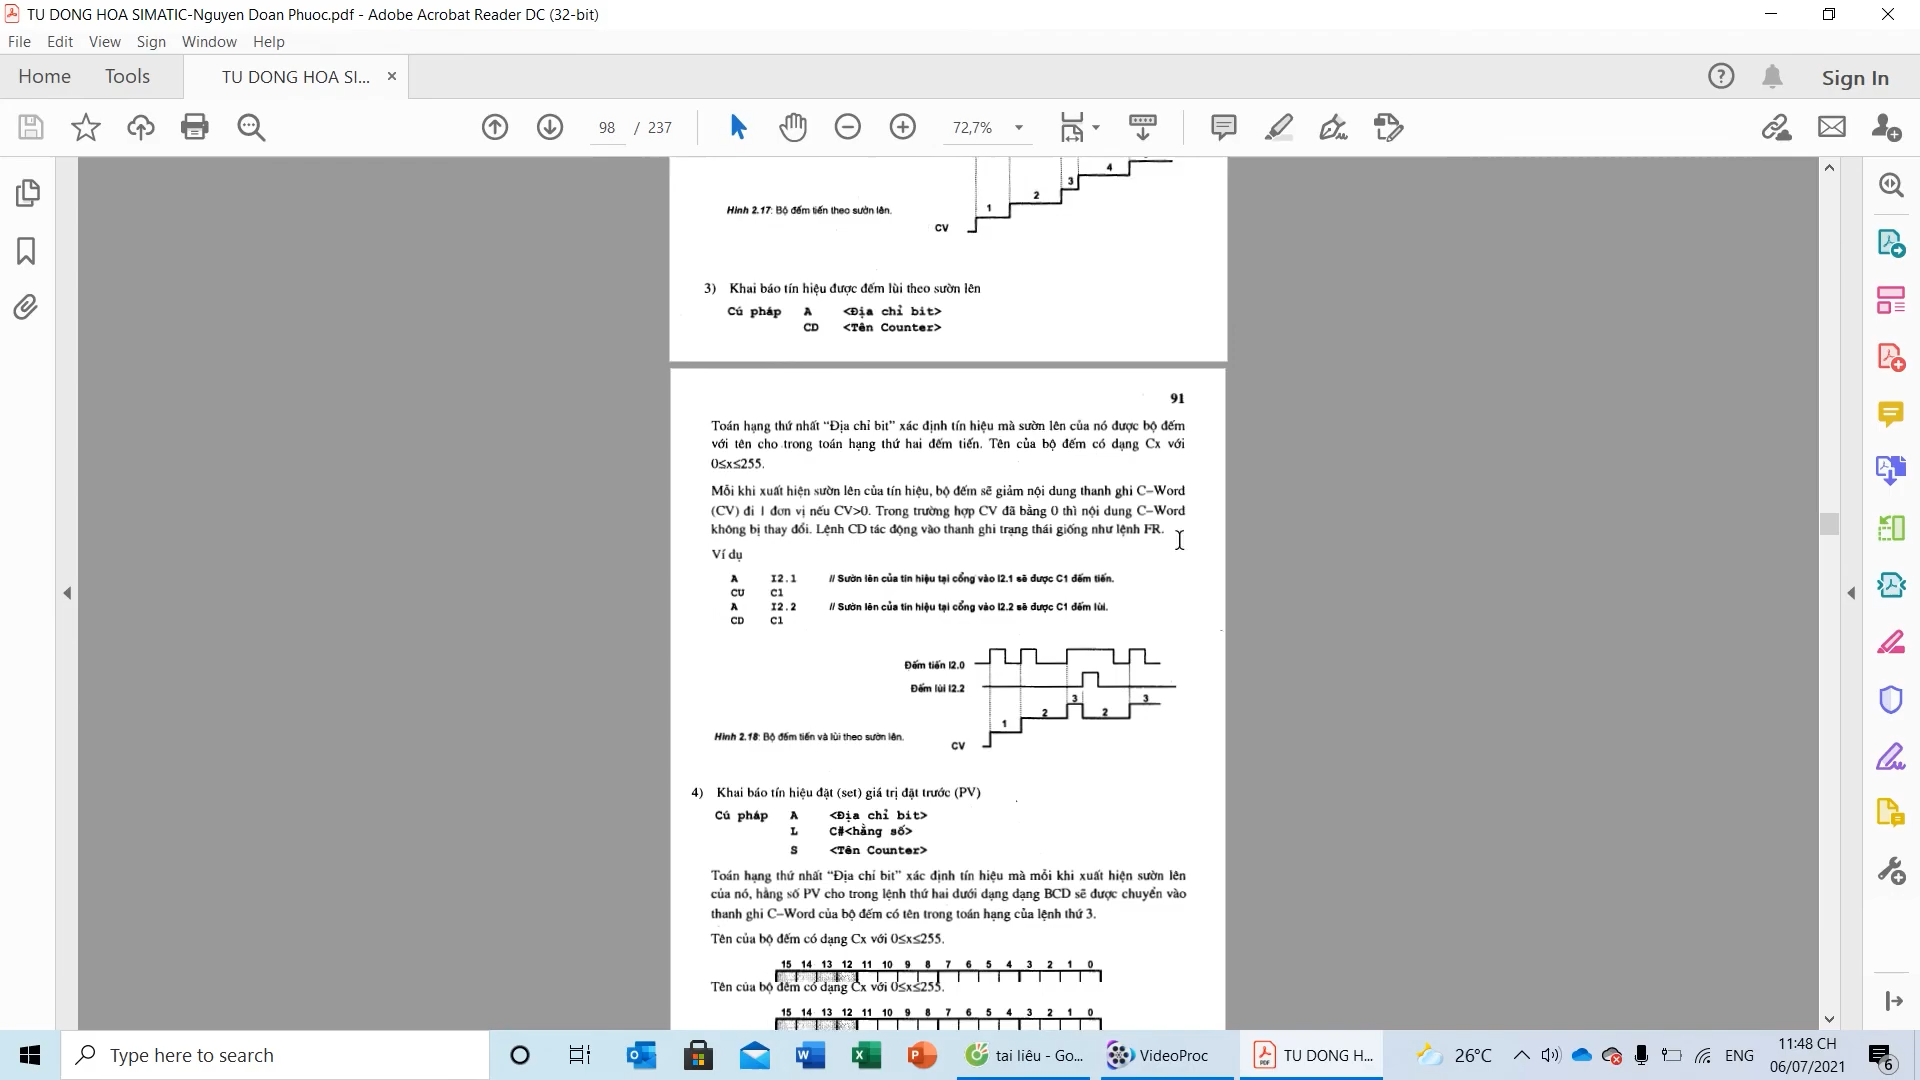 TU DONG HOA SIMATIC-Nguyen Doan Phuoc.pdf - Adobe Acrobat Reader DC (32-bit)
File Edit View Sign Window Help
Home Tools TU DONG HOA SI... × Sign In
98 / 237 72,7%
4
3
2
1
Hình 2.17: Bộ đếm tiến theo sườn lên.
CV
3) Khai báo tín hiệu được đếm lùi theo sườn lên
Cú pháp A <Địa chỉ bit>
CD <Tên Counter>
91
Toán hạng thứ nhất “Địa chỉ bit” xác định tín hiệu mà sườn lên của nó được bộ đếm
với tên cho trong toán hạng thứ hai đếm tiến. Tên của bộ đếm có dạng Cx với
0≤x≤255.
Mỗi khi xuất hiện sườn lên của tín hiệu, bộ đếm sẽ giảm nội dung thanh ghi C–Word
(CV) đi 1 đơn vị nếu CV>0. Trong trường hợp CV đã bằng 0 thì nội dung C–Word
không bị thay đổi. Lệnh CD tác động vào thanh ghi trạng thái giống như lệnh FR.
Ví dụ
A I2.1 // Sườn lên của tín hiệu tại cổng vào I2.1 sẽ được C1 đếm tiến.
CU C1
A I2.2 // Sườn lên của tín hiệu tại cổng vào I2.2 sẽ được C1 đếm lùi.
CD C1
Đếm tiến I2.0
Đếm lùi I2.2
3 3
2 2
1
Hình 2.18: Bộ đếm tiến và lùi theo sườn lên.
CV
4) Khai báo tín hiệu đặt (set) giá trị đặt trước (PV)
Cú pháp A <Địa chỉ bit>
L C#<hằng số>
S <Tên Counter>
Toán hạng thứ nhất “Địa chỉ bit” xác định tín hiệu mà mỗi khi xuất hiện sườn lên
của nó, hằng số PV cho trong lệnh thứ hai dưới dạng dạng BCD sẽ được chuyển vào
thanh ghi C–Word của bộ đếm có tên trong toán hạng của lệnh thứ 3.
Tên của bộ đếm có dạng Cx với 0≤x≤255.
15 14 13 12 11 10 9 8 7 6 5 4 3 2 1 0
Tên của bộ đếm có dạng Cx với 0≤x≤255.
15 14 13 12 11 10 9 8 7 6 5 4 3 2 1 0
Type here to search
tai liêu - Go...
VideoProc
TU DONG H...
26°C
ENG
11:48 CH
06/07/2021
6